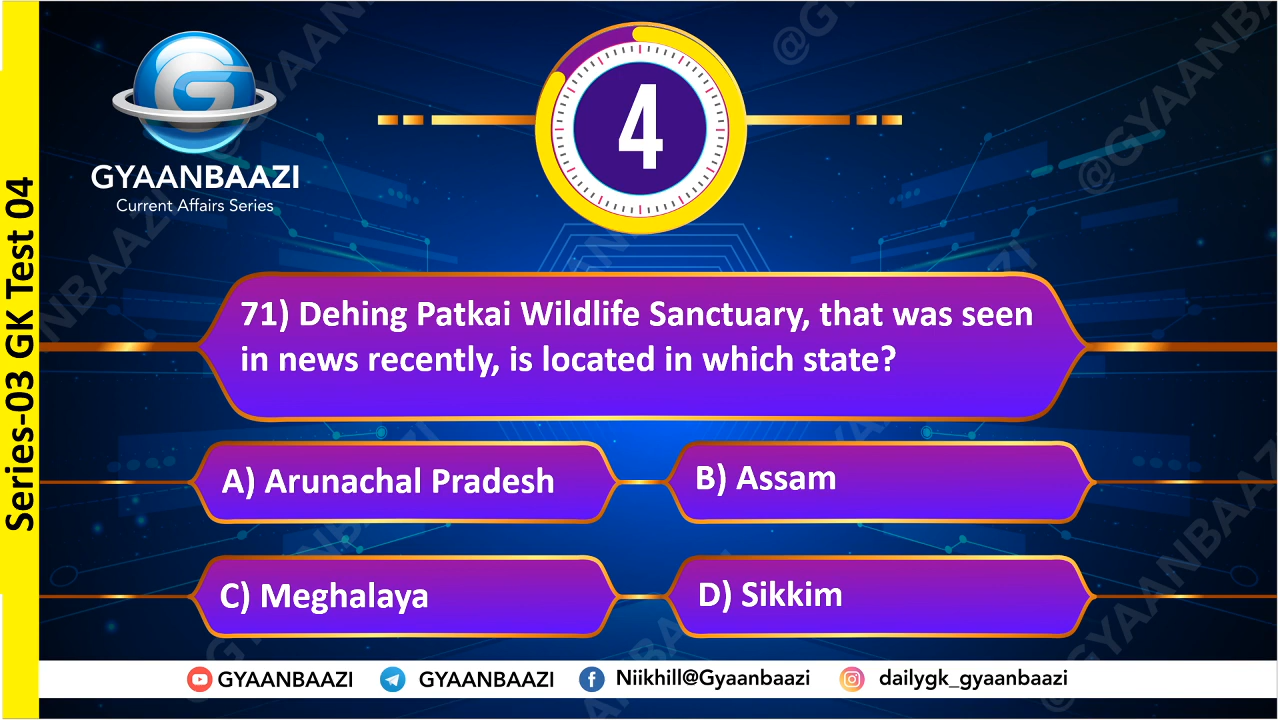 Series-03 GK Test 04
G
GYAANBAAZI
Current Affairs Series
4
71) Dehing Patkai Wildlife Sanctuary, that was seen
in news recently, is located in which state?
A) Arunachal Pradesh
B) Assam
C) Meghalaya
D) Sikkim
GYAANBAAZI
GYAANBAAZI
Niikhill@Gyaanbaazi
dailygk_gyaanbaazi
@GYAANBAAZI